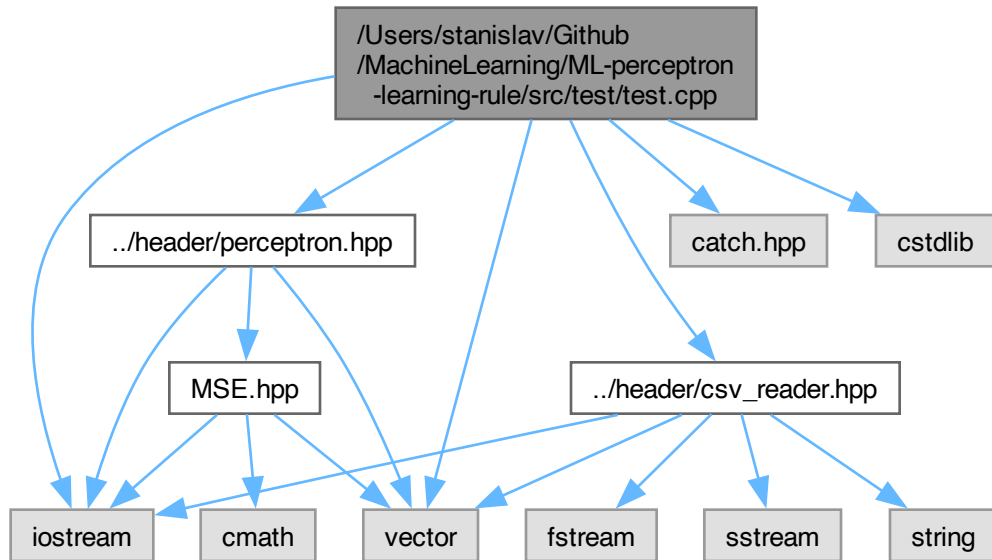 /Users/stanislav/Github
/MachineLearning/ML-perceptron
-learning-rule/src/test/test.cpp
../header/perceptron.hpp
catch.hpp
cstdlib
MSE.hpp
../header/csv_reader.hpp
iostream
cmath
vector
fstream
sstream
string